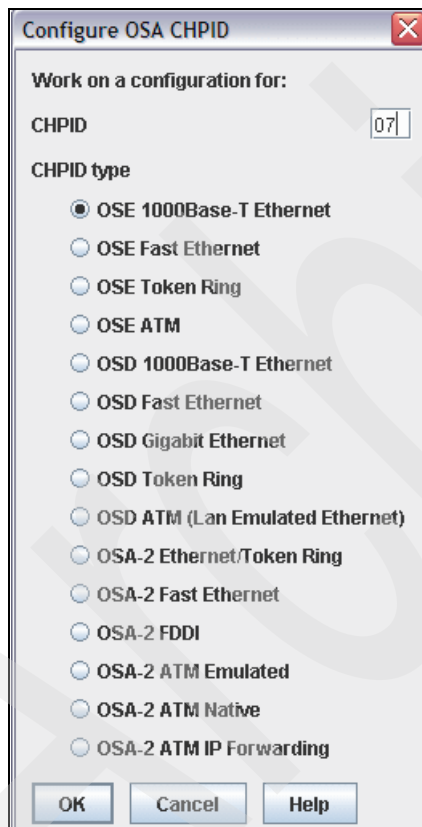 Configure OSA CHPID
Work on a configuration for:
CHPID 07
CHPID type
OSE 1000Base-T Ethernet
OSE Fast Ethernet
OSE Token Ring
OSE ATM
OSD 1000Base-T Ethernet
OSD Fast Ethernet
OSD Gigabit Ethernet
OSD Token Ring
OSD ATM (Lan Emulated Ethernet)
OSA-2 Ethernet/Token Ring
OSA-2 Fast Ethernet
OSA-2 FDDI
OSA-2 ATM Emulated
OSA-2 ATM Native
OSA-2 ATM IP Forwarding
OK Cancel Help